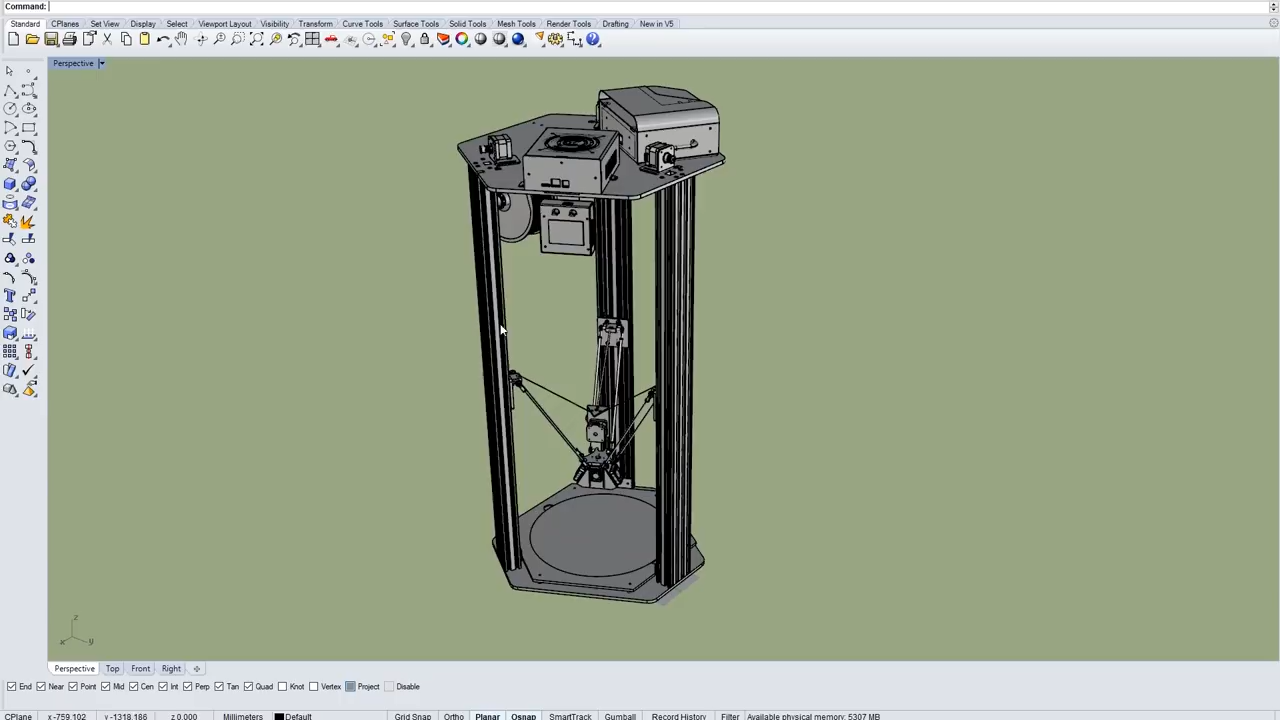 Command:
Standard CPlanes Set View Display Select Viewport Layout Visibility Transform Curve Tools Surface Tools Solid Tools Mesh Tools Render Tools Drafting New in V5
Perspective
z
x y
Perspective Top Front Right
End Near Point Mid Cen Int Perp Tan Quad Knot Vertex Project Disable
CPlane x -759.102 y -1318.186 z 0.000 Millimeters Default Grid Snap Ortho Planar Osnap SmartTrack Gumball Record History Filter Available physical memory: 5307 MB